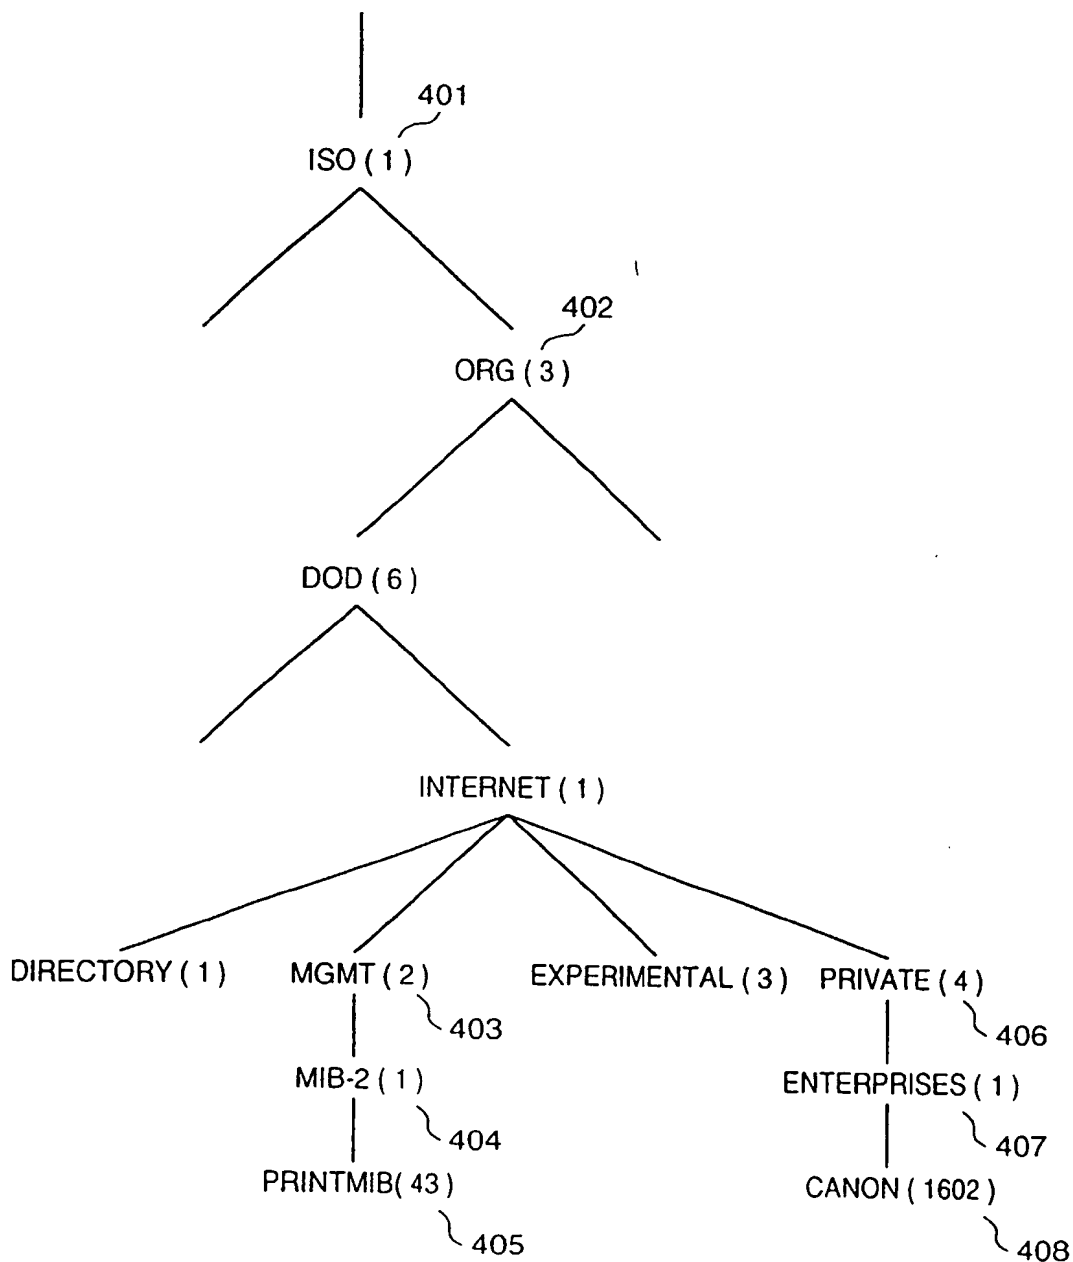 401
ISO ( 1 )
402
ORG ( 3 )
DOD ( 6 )
INTERNET ( 1 )
DIRECTORY ( 1 ) MGMT ( 2 ) EXPERIMENTAL ( 3 ) PRIVATE ( 4 )
403 406
MIB-2 ( 1 ) ENTERPRISES ( 1 )
404 407
PRINTMIB( 43 ) CANON ( 1602 )
405 408